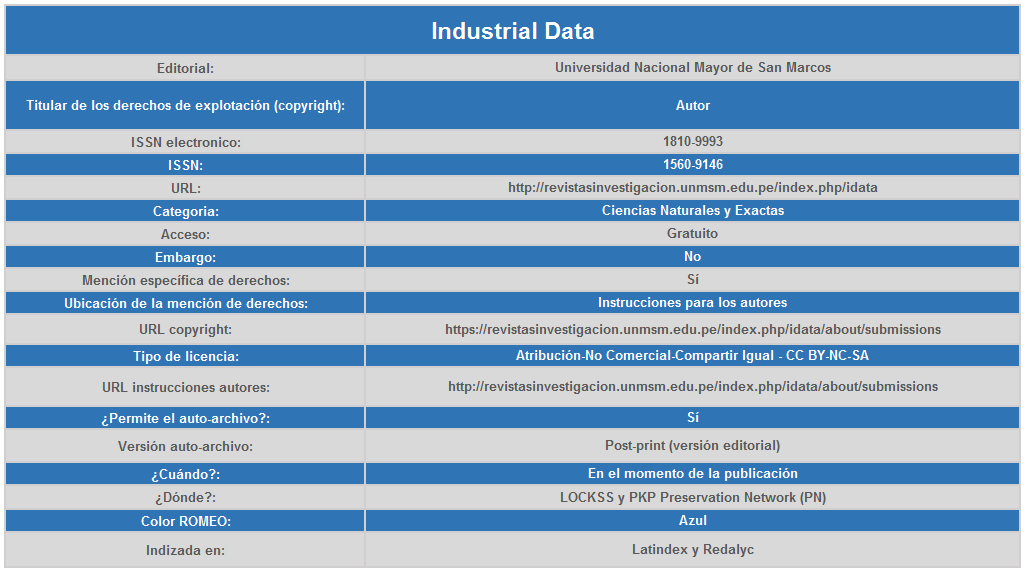 Industrial Data
Editorial: Universidad Nacional Mayor de San Marcos
Titular de los derechos de explotación (copyright): Autor
ISSN electronico: 1810-9993
ISSN: 1560-9146
URL: http://revistasinvestigacion.unmsm.edu.pe/index.php/idata
Categoria: Ciencias Naturales y Exactas
Acceso: Gratuito
Embargo: No
Mención específica de derechos: Sí
Ubicación de la mención de derechos: Instrucciones para los autores
URL copyright: https://revistasinvestigacion.unmsm.edu.pe/index.php/idata/about/submissions
Tipo de licencia: Atribución-No Comercial-Compartir Igual - CC BY-NC-SA
URL instrucciones autores: http://revistasinvestigacion.unmsm.edu.pe/index.php/idata/about/submissions
¿Permite el auto-archivo?: Sí
Versión auto-archivo: Post-print (versión editorial)
¿Cuándo?: En el momento de la publicación
¿Dónde?: LOCKSS y PKP Preservation Network (PN)
Color ROMEO: Azul
Indizada en: Latindex y Redalyc